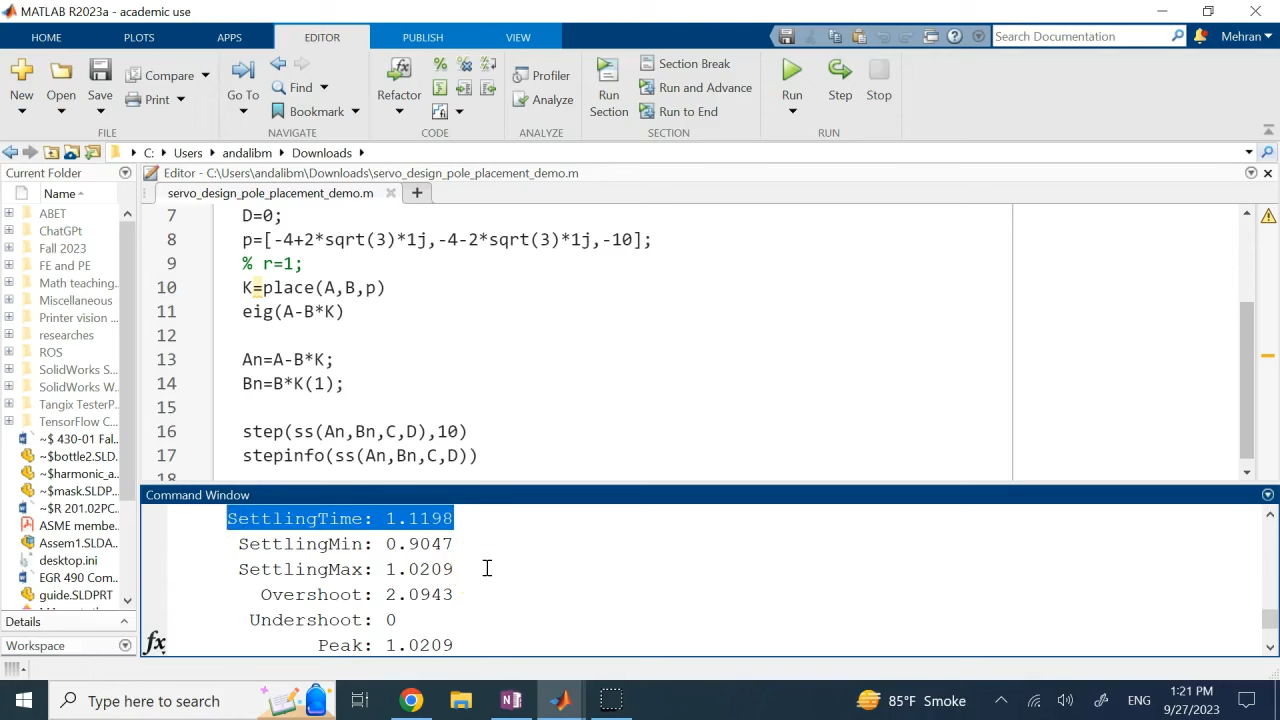 MATLAB R2023a - academic use
HOME PLOTS APPS EDITOR PUBLISH VIEW
Search Documentation
Mehran
New Open Save
Compare
Print
Go To
Find
Bookmark
Refactor
Profiler
Analyze
Run Section
Section Break
Run and Advance
Run to End
Run Step Stop
FILE NAVIGATE CODE ANALYZE SECTION RUN
C: Users andalibm Downloads
Current Folder
Name
ABET
ChatGPt
Fall 2023
FE and PE
Math teaching...
Miscellaneous
Printer vision ...
researches
ROS
SolidWorks S...
SolidWorks W...
Tangix TesterP...
TensorFlow C...
~$ 430-01 Fal...
~$bottle2.SLD...
~$harmonic_a...
~$mask.SLDP...
~$R 201.02PC...
ASME membe...
Assem1.SLDA...
desktop.ini
EGR 490 Com...
guide.SLDPRT
Details
Workspace
Editor - C:\Users\andalibm\Downloads\servo_design_pole_placement_demo.m
servo_design_pole_placement_demo.m
7 D=0;
8 p=[-4+2*sqrt(3)*1j,-4-2*sqrt(3)*1j,-10];
9 % r=1;
10 K=place(A,B,p)
11 eig(A-B*K)
12
13 An=A-B*K;
14 Bn=B*K(1);
15
16 step(ss(An,Bn,C,D),10)
17 stepinfo(ss(An,Bn,C,D))
18
Command Window
SettlingTime: 1.1198
SettlingMin: 0.9047
SettlingMax: 1.0209
Overshoot: 2.0943
Undershoot: 0
Peak: 1.0209
fx
Type here to search
85°F Smoke
ENG
1:21 PM
9/27/2023